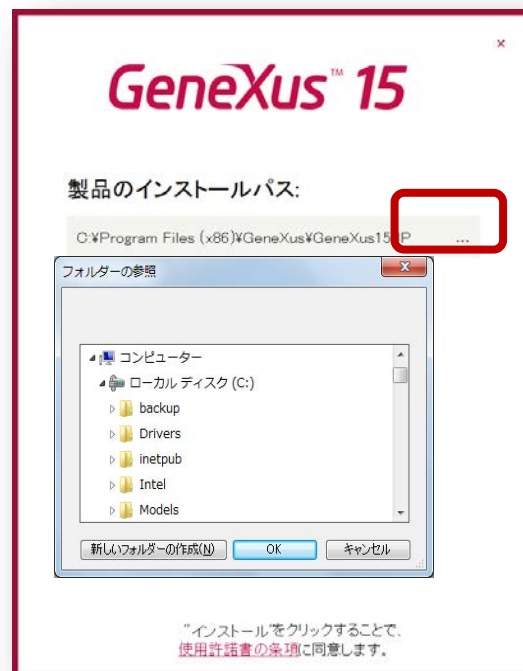 ×
GeneXus™ 15
製品のインストールパス:
C:¥Program Files (x86)¥GeneXus¥GeneXus15JP ...
フォルダーの参照
コンピューター
ローカル ディスク (C:)
backup
Drivers
inetpub
Intel
Models
新しいフォルダーの作成(N) OK キャンセル
"インストール"をクリックすることで、
使用許諾書の条項に同意します。